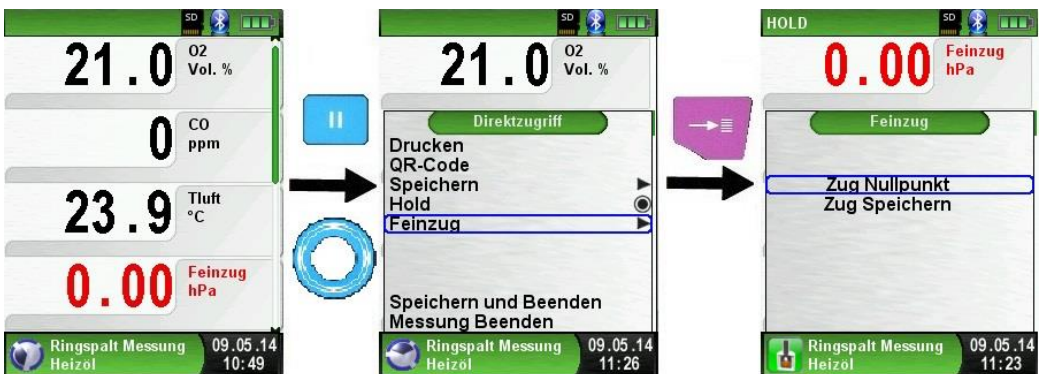 SD
21.0 O2 Vol. %
0 CO ppm
23.9 Tluft °C
0.00 Feinzug hPa
Ringspalt Messung 09.05.14
Heizöl 10:49
SD
21.0 O2 Vol. %
Direktzugriff
Drucken
QR-Code
Speichern
Hold
Feinzug
Speichern und Beenden
Messung Beenden
Ringspalt Messung 09.05.14
Heizöl 11:26
HOLD SD
0.00 Feinzug hPa
Feinzug
Zug Nullpunkt
Zug Speichern
Ringspalt Messung 09.05.14
Heizöl 11:23